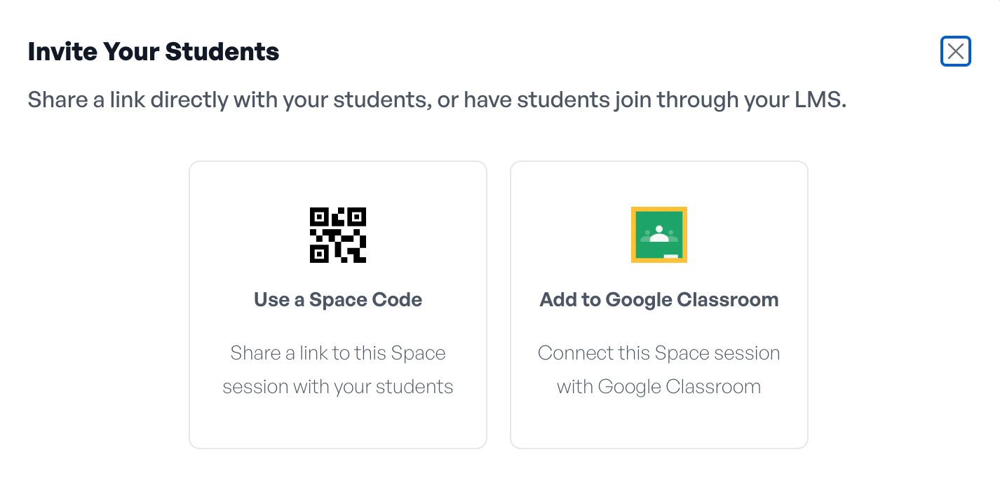 Invite Your Students
Share a link directly with your students, or have students join through your LMS.
Use a Space Code
Share a link to this Space
session with your students
Add to Google Classroom
Connect this Space session
with Google Classroom